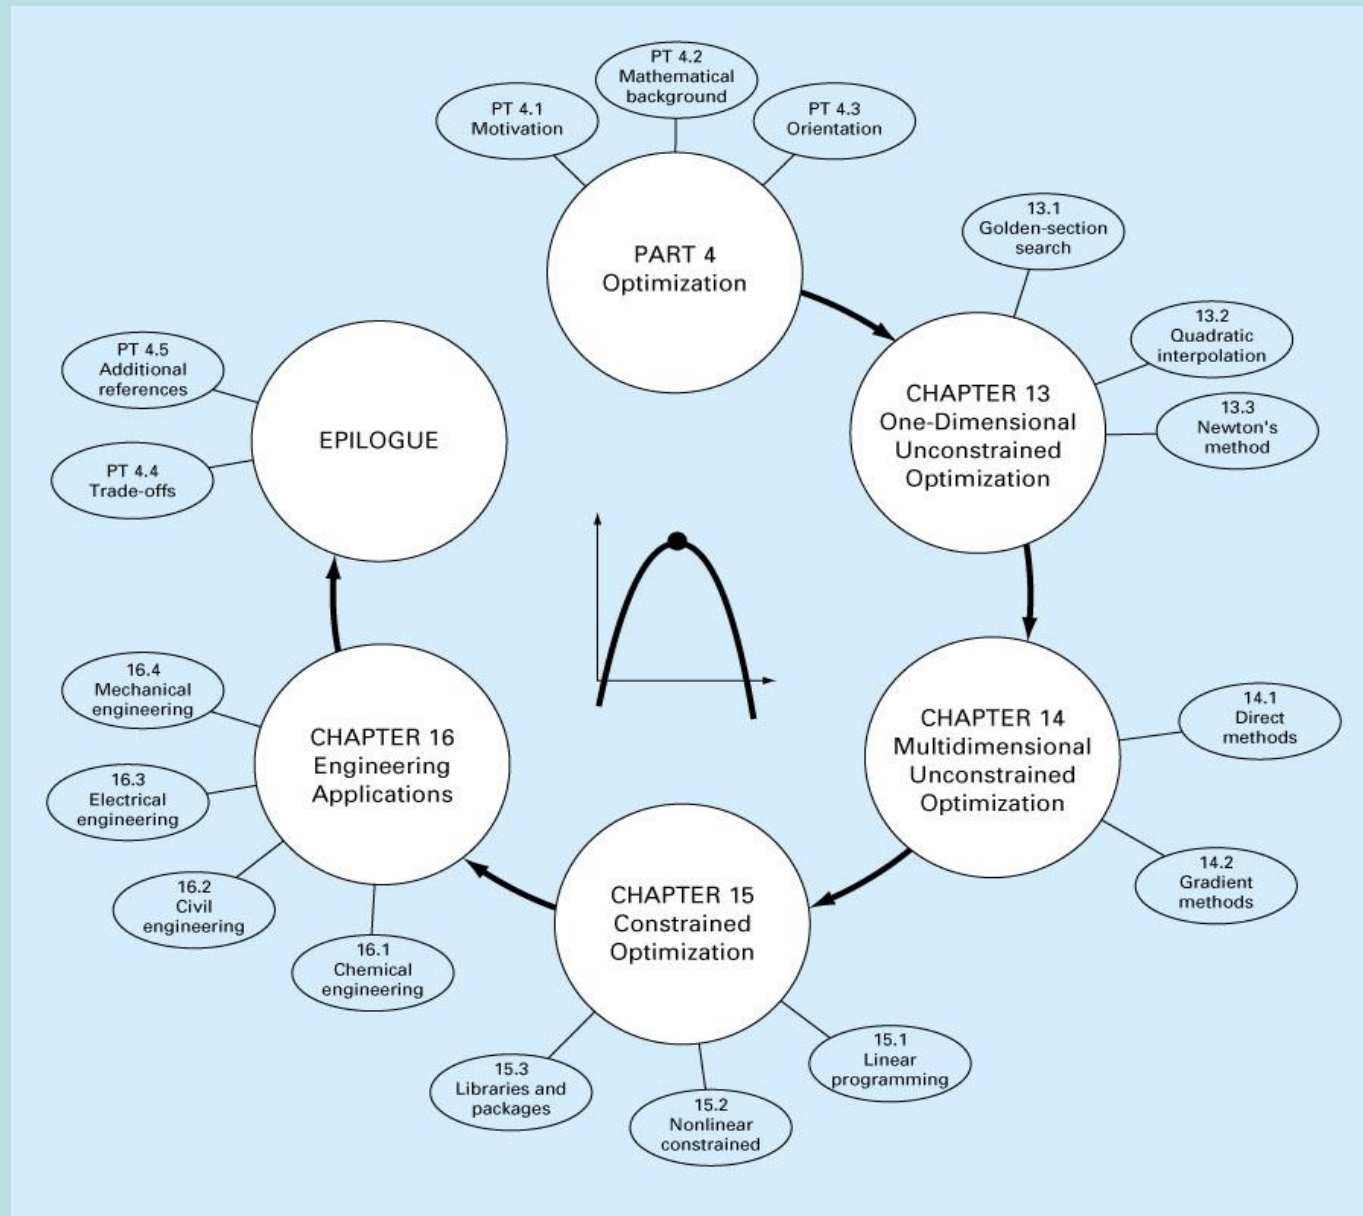 PT 4.1
Motivation
PT 4.2
Mathematical
background
PT 4.3
Orientation
PART 4
Optimization
13.1
Golden-section
search
13.2
Quadratic
interpolation
13.3
Newton's
method
CHAPTER 13
One-Dimensional
Unconstrained
Optimization
14.1
Direct
methods
14.2
Gradient
methods
CHAPTER 14
Multidimensional
Unconstrained
Optimization
15.1
Linear
programming
15.2
Nonlinear
constrained
15.3
Libraries and
packages
CHAPTER 15
Constrained
Optimization
16.1
Chemical
engineering
16.2
Civil
engineering
16.3
Electrical
engineering
16.4
Mechanical
engineering
CHAPTER 16
Engineering
Applications
PT 4.4
Trade-offs
PT 4.5
Additional
references
EPILOGUE